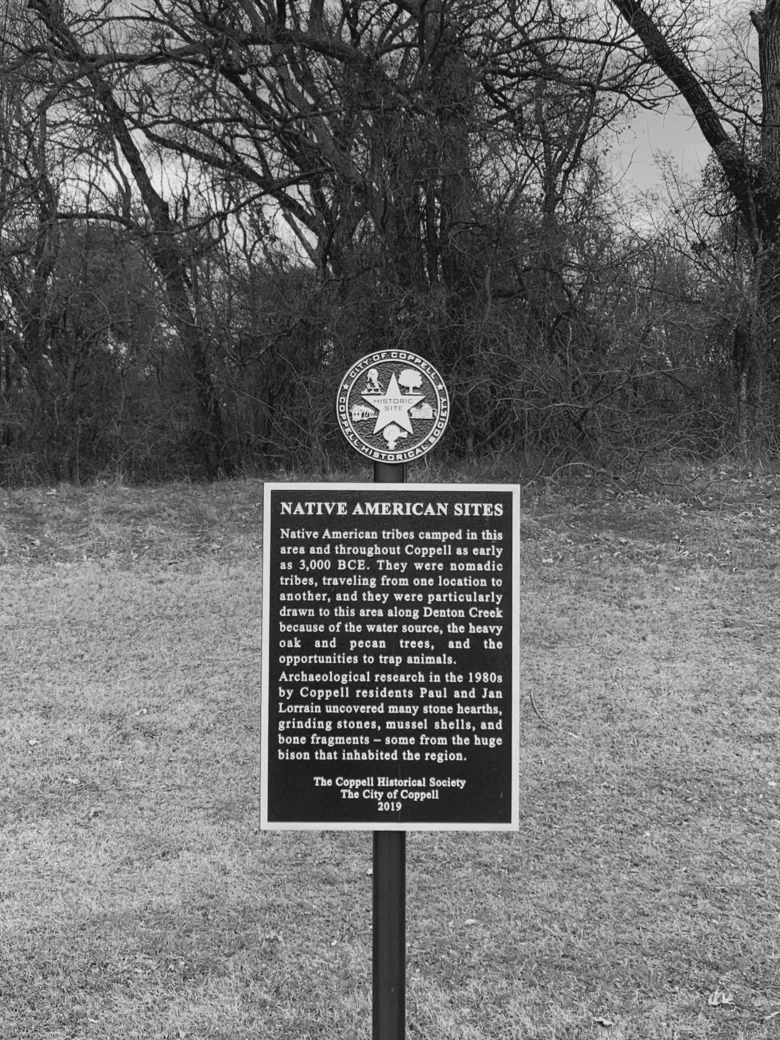 CITY OF COPPELL
HISTORIC
SITE
COPPELL HISTORICAL SOCIETY
NATIVE AMERICAN SITES
Native American tribes camped in this
area and throughout Coppell as early
as 3,000 BCE. They were nomadic
tribes, traveling from one location to
another, and they were particularly
drawn to this area along Denton Creek
because of the water source, the heavy
oak and pecan trees, and the
opportunities to trap animals.
Archaeological research in the 1980s
by Coppell residents Paul and Jan
Lorrain uncovered many stone hearths,
grinding stones, mussel shells, and
bone fragments – some from the huge
bison that inhabited the region.
The Coppell Historical Society
The City of Coppell
2019